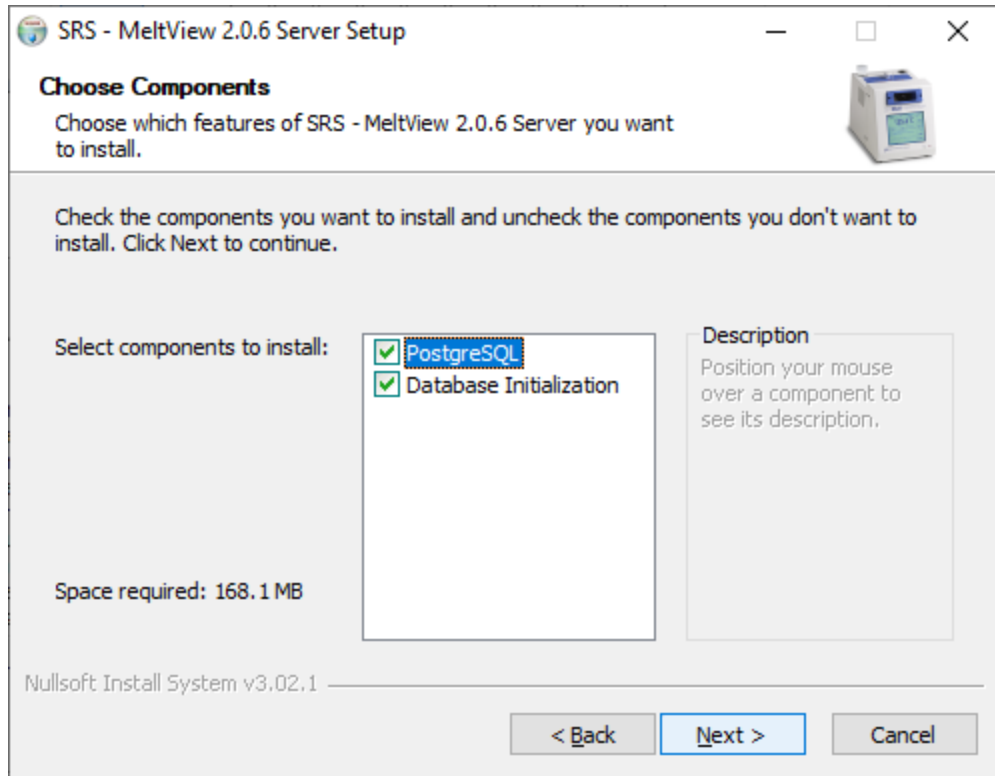 SRS - MeltView 2.0.6 Server Setup
Choose Components
Choose which features of SRS - MeltView 2.0.6 Server you want
to install.
Check the components you want to install and uncheck the components you don't want to
install. Click Next to continue.
Select components to install:
PostgreSQL
Database Initialization
Description
Position your mouse
over a component to
see its description.
Space required: 168.1 MB
Nullsoft Install System v3.02.1
< Back
Next >
Cancel